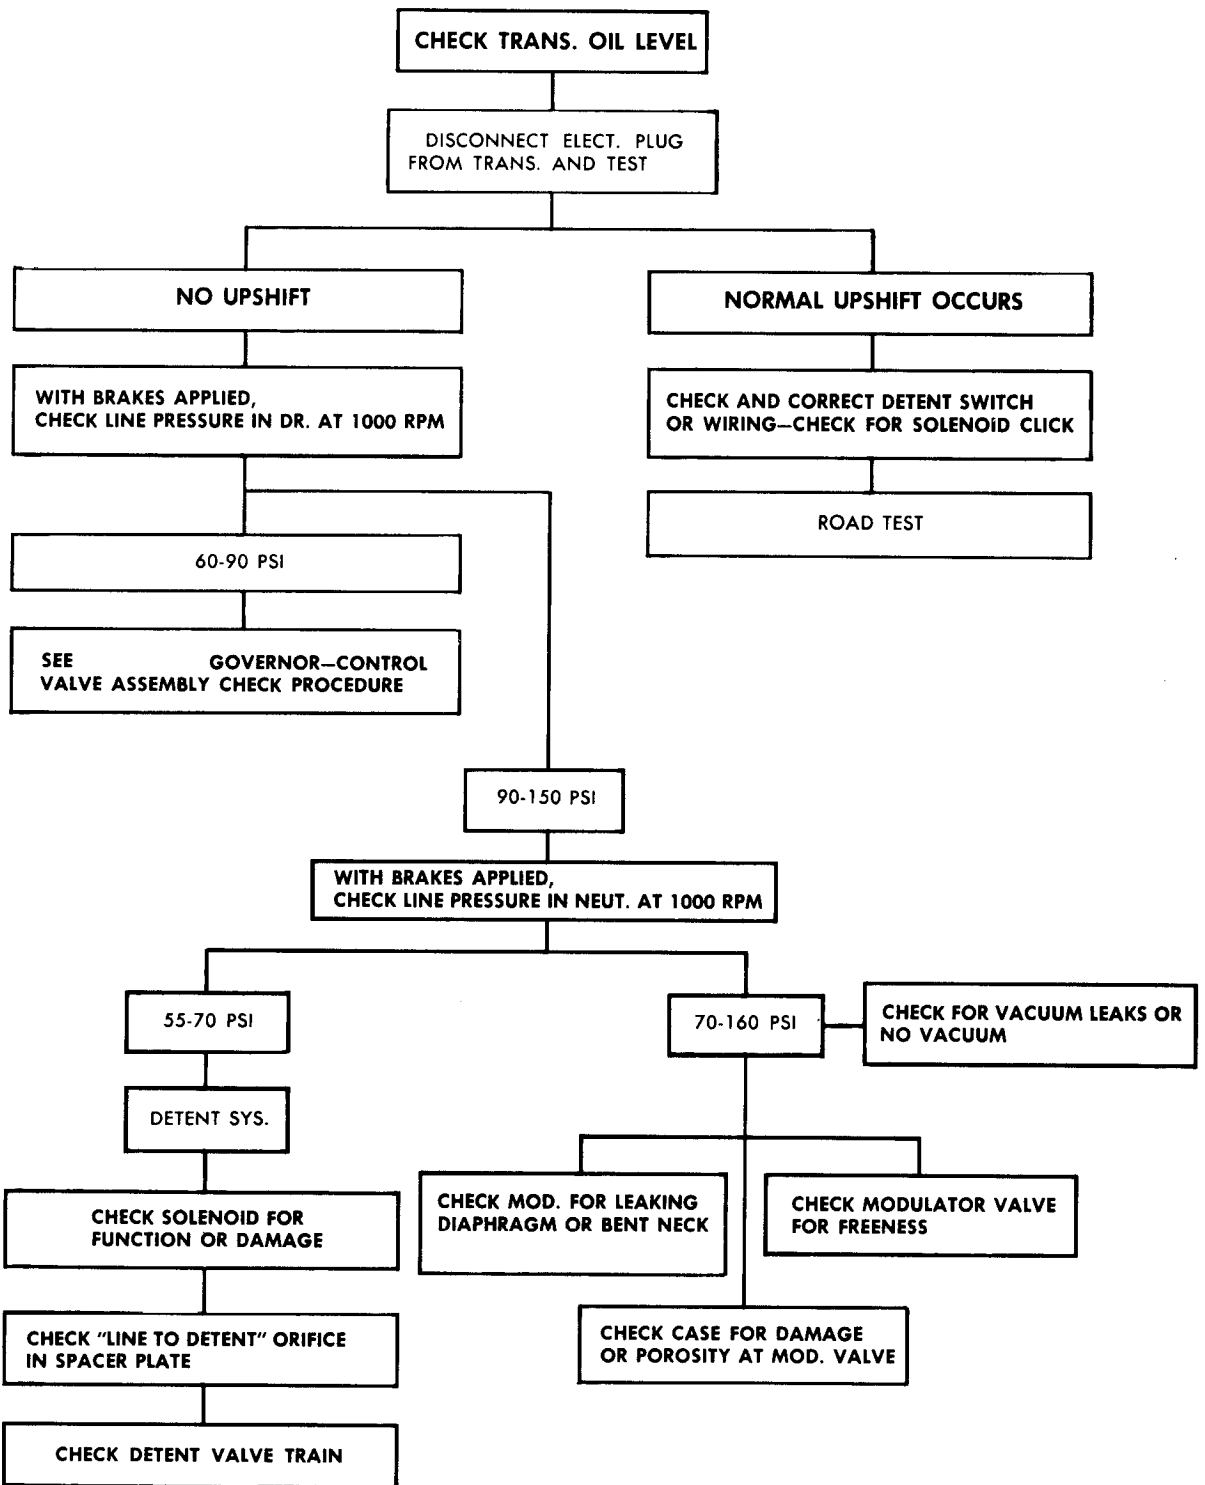 CHECK TRANS. OIL LEVEL
DISCONNECT ELECT. PLUG
FROM TRANS. AND TEST
NO UPSHIFT
NORMAL UPSHIFT OCCURS
WITH BRAKES APPLIED,
CHECK LINE PRESSURE IN DR. AT 1000 RPM
CHECK AND CORRECT DETENT SWITCH
OR WIRING—CHECK FOR SOLENOID CLICK
ROAD TEST
60-90 PSI
SEE GOVERNOR—CONTROL
VALVE ASSEMBLY CHECK PROCEDURE
90-150 PSI
WITH BRAKES APPLIED,
CHECK LINE PRESSURE IN NEUT. AT 1000 RPM
55-70 PSI
70-160 PSI
CHECK FOR VACUUM LEAKS OR
NO VACUUM
DETENT SYS.
CHECK SOLENOID FOR
FUNCTION OR DAMAGE
CHECK MOD. FOR LEAKING
DIAPHRAGM OR BENT NECK
CHECK MODULATOR VALVE
FOR FREENESS
CHECK "LINE TO DETENT" ORIFICE
IN SPACER PLATE
CHECK CASE FOR DAMAGE
OR POROSITY AT MOD. VALVE
CHECK DETENT VALVE TRAIN